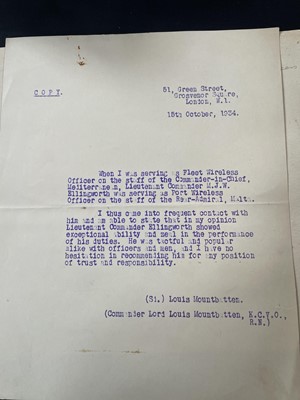 COPY.
51, Green Street,
Grosvenor Square,
London, W.1.
15th October, 1934.
When I was serving as Fleet Wireless
Officer on the staff of the Commander-in-Chief,
Mediterranean, Lieutenant Commander M.J.W.
Ellingworth was serving as Port Wireless
Officer on the staff of the Rear-Admiral, Malta.
I thus came into frequent contact with
him and am able to state that in my opinion
Lieutenant Commander Ellingworth showed
exceptional ability and zeal in the performance
of his duties. He was tactful and popular
alike with officers and men, and I have no
hesitation in recommending him for any position
of trust and responsibility.
(Sd.) Louis Mountbatten.
(Commander Lord Louis Mountbatten, K.C.V.O.,
R.N.)